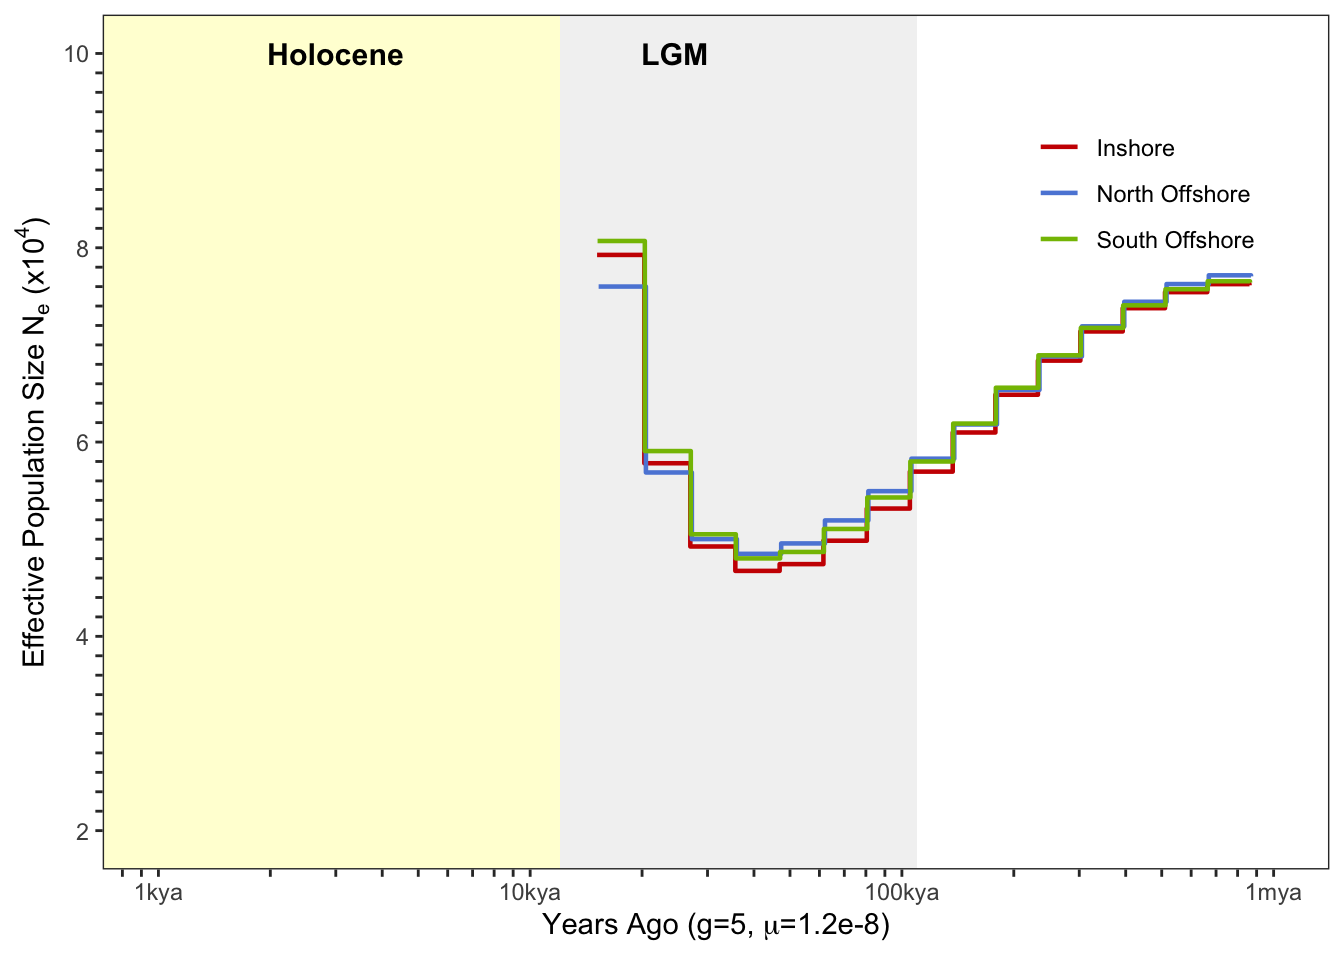 Holocene
LGM
Inshore
North Offshore
South Offshore
10
8
6
4
2
Effective Population Size Nₑ (x10⁴)
1kya
10kya
100kya
1mya
Years Ago (g=5, μ=1.2e-8)